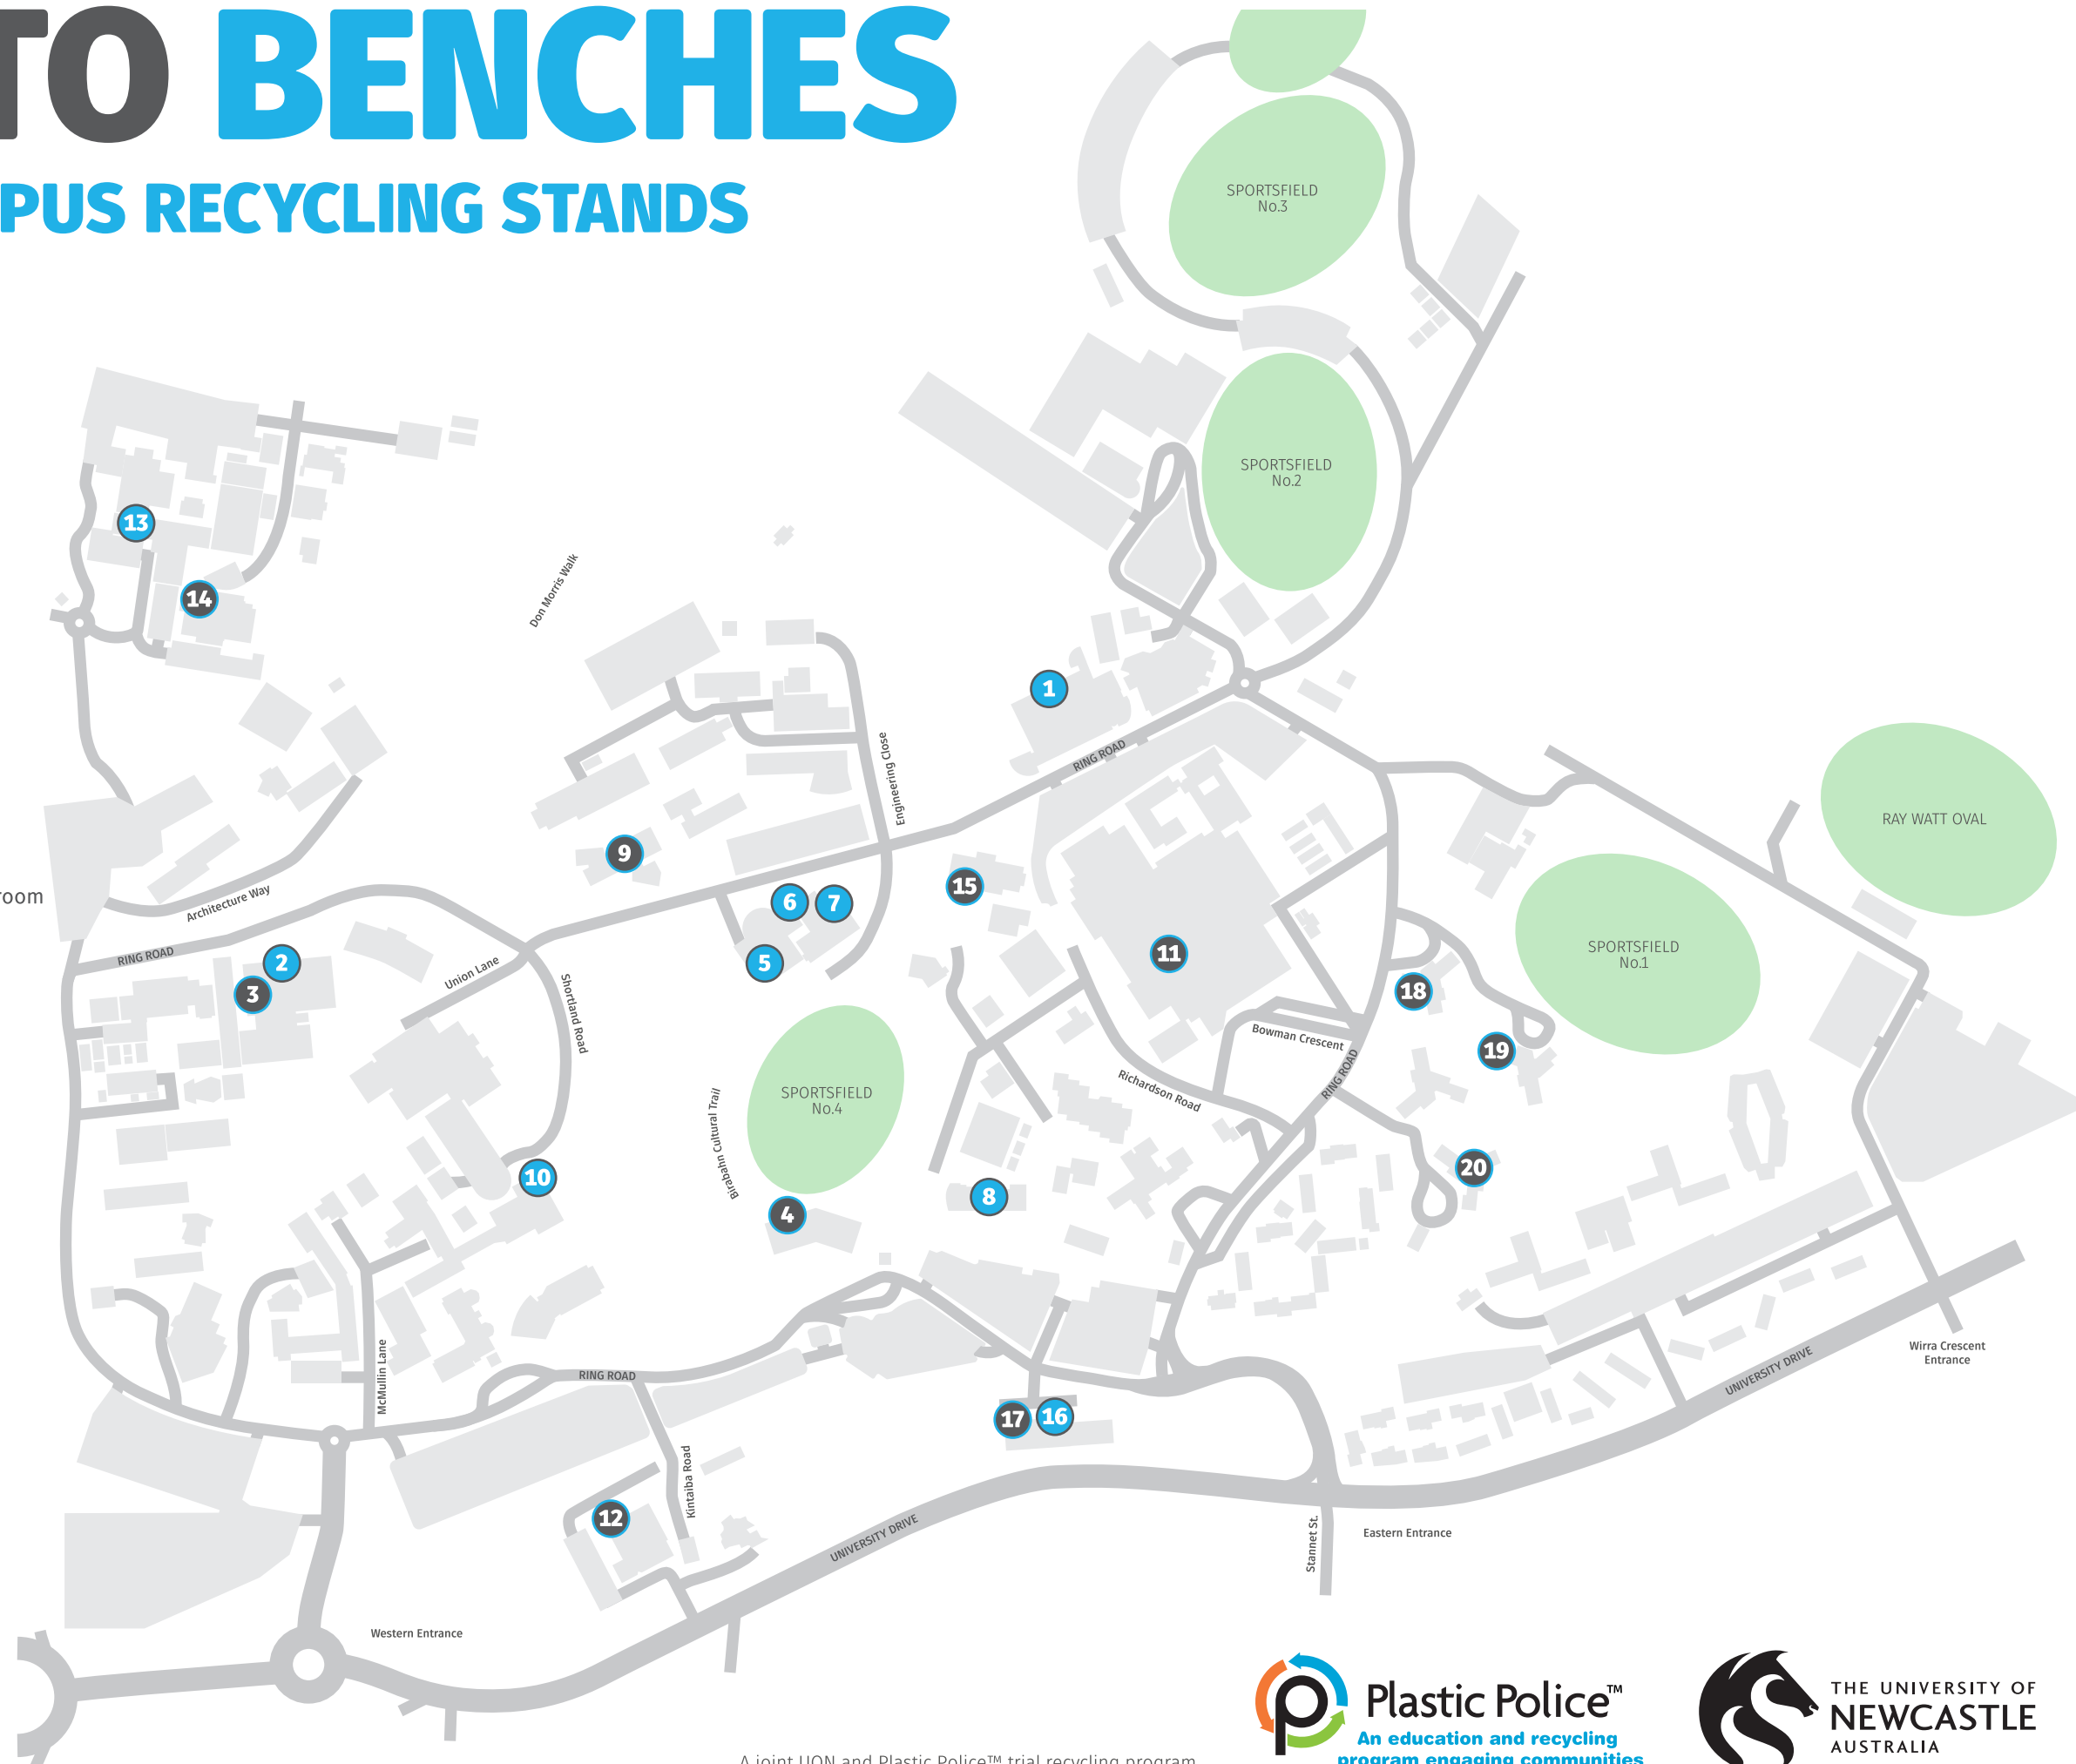 TO BENCHES
PUS RECYCLING STANDS
SPORTSFIELD
No.3
SPORTSFIELD
No.2
13
14
Don Morris Walk
1
RING ROAD
Engineering Close
RAY WATT OVAL
9
15
6
7
5
room
Architecture Way
RING ROAD
2
3
Union Lane
Shortland Road
11
18
SPORTSFIELD
No.1
19
Bowman Crescent
RING ROAD
Richardson Road
SPORTSFIELD
No.4
Birabahn Cultural Trail
10
4
8
20
McMullin Lane
RING ROAD
17
16
Wirra Crescent
Entrance
UNIVERSITY DRIVE
Kintaiba Road
12
UNIVERSITY DRIVE
Stannet St.
Eastern Entrance
Western Entrance
Plastic Police™
An education and recycling
program engaging communities
THE UNIVERSITY OF
NEWCASTLE
AUSTRALIA
A joint UON and Plastic Police™ trial recycling program